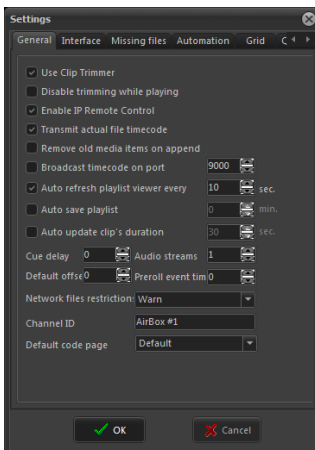 Settings
General Interface Missing files Automation Grid
Use Clip Trimmer
Disable trimming while playing
Enable IP Remote Control
Transmit actual file timecode
Remove old media items on append
Broadcast timecode on port 9000
Auto refresh playlist viewer every 10 sec.
Auto save playlist 0 min.
Auto update clip's duration 30 sec.
Cue delay 0 Audio streams 1
Default offse 0 Preroll event tim 0
Network files restriction: Warn
Channel ID AirBox #1
Default code page Default
OK Cancel